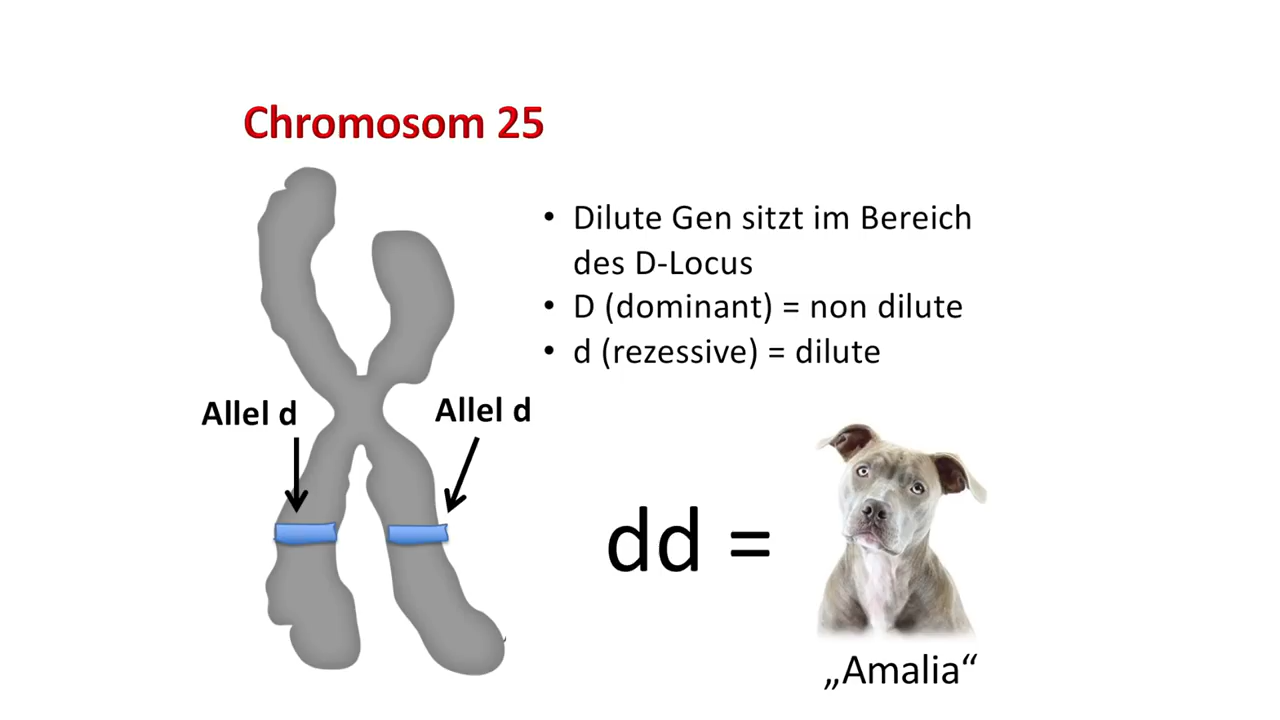 Chromosom 25
• Dilute Gen sitzt im Bereich
des D-Locus
• D (dominant) = non dilute
• d (rezessive) = dilute
Allel d
Allel d
dd =
„Amalia“